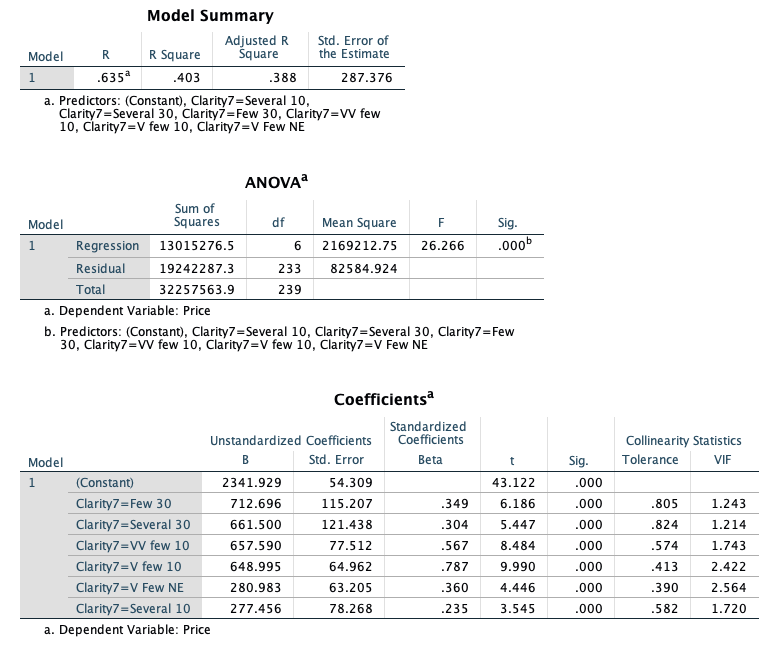 Model Summary
Model R R Square Adjusted R Square Std. Error of the Estimate
1 .635a .403 .388 287.376
a. Predictors: (Constant), Clarity7=Several 10,
Clarity7=Several 30, Clarity7=Few 30, Clarity7=VV few
10, Clarity7=V few 10, Clarity7=V Few NE
ANOVAa
Model Sum of Squares df Mean Square F Sig.
1 Regression 13015276.5 6 2169212.75 26.266 .000b
Residual 19242287.3 233 82584.924
Total 32257563.9 239
a. Dependent Variable: Price
b. Predictors: (Constant), Clarity7=Several 10, Clarity7=Several 30, Clarity7=Few
30, Clarity7=VV few 10, Clarity7=V few 10, Clarity7=V Few NE
Coefficientsa
Unstandardized Coefficients Standardized Coefficients Collinearity Statistics
Model B Std. Error Beta t Sig. Tolerance VIF
1 (Constant) 2341.929 54.309 43.122 .000
Clarity7=Few 30 712.696 115.207 .349 6.186 .000 .805 1.243
Clarity7=Several 30 661.500 121.438 .304 5.447 .000 .824 1.214
Clarity7=VV few 10 657.590 77.512 .567 8.484 .000 .574 1.743
Clarity7=V few 10 648.995 64.962 .787 9.990 .000 .413 2.422
Clarity7=V Few NE 280.983 63.205 .360 4.446 .000 .390 2.564
Clarity7=Several 10 277.456 78.268 .235 3.545 .000 .582 1.720
a. Dependent Variable: Price